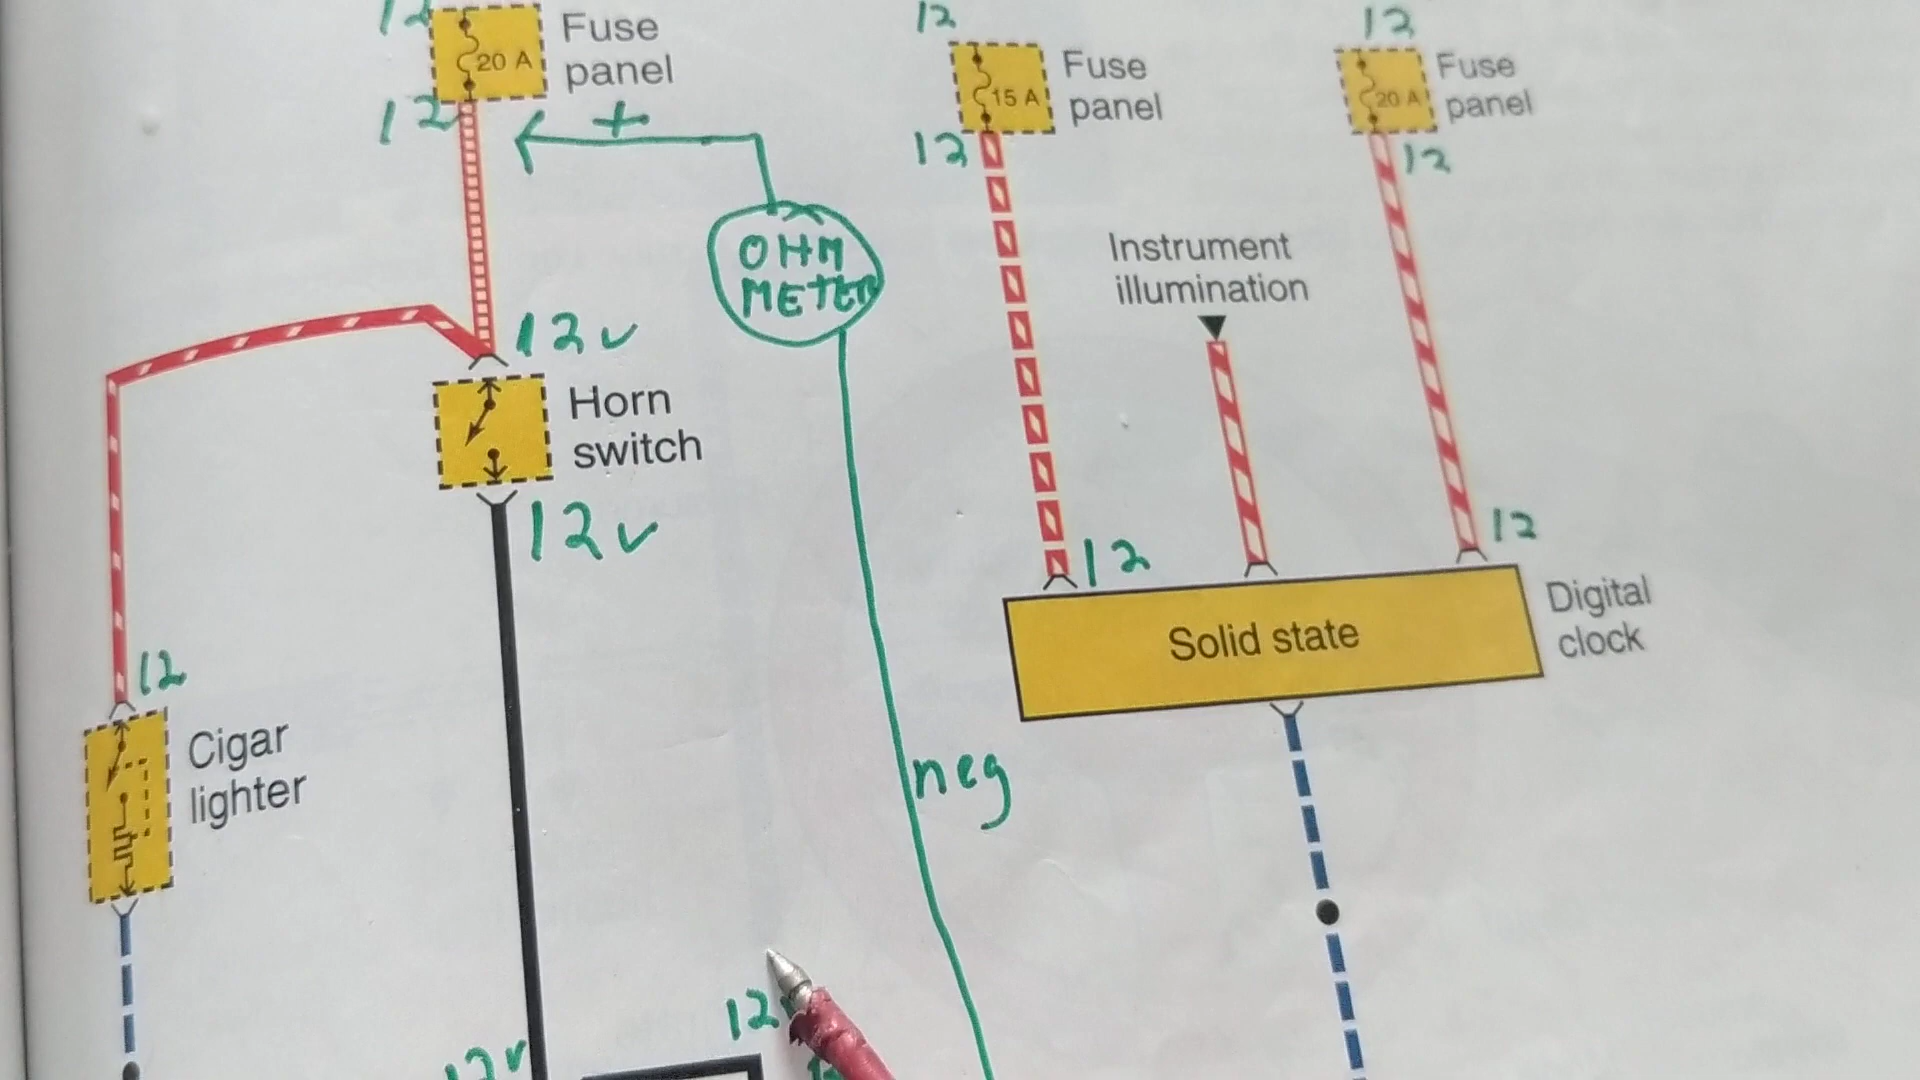 12
20 A
Fuse
panel
12
+
OHM
METER
12
15 A
Fuse
panel
12
12
20 A
Fuse
panel
12
Instrument
illumination
12v
Horn
switch
12v
12
12
Solid state
Digital
clock
12
Cigar
lighter
neg
12
12v